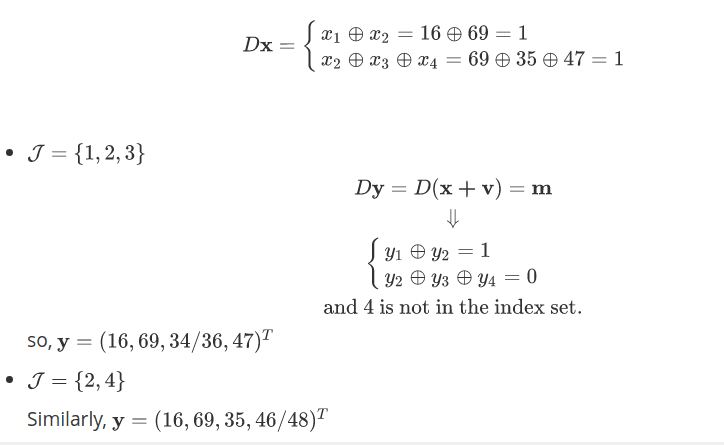 Dx = { x₁ ⊕ x₂ = 16 ⊕ 69 = 1
x₂ ⊕ x₃ ⊕ x₄ = 69 ⊕ 35 ⊕ 47 = 1
• 𝒥 = {1, 2, 3}
Dy = D(x + v) = m
⇓
{ y₁ ⊕ y₂ = 1
y₂ ⊕ y₃ ⊕ y₄ = 0
and 4 is not in the index set.
so, y = (16, 69, 34/36, 47)ᵀ
• 𝒥 = {2, 4}
Similarly, y = (16, 69, 35, 46/48)ᵀ